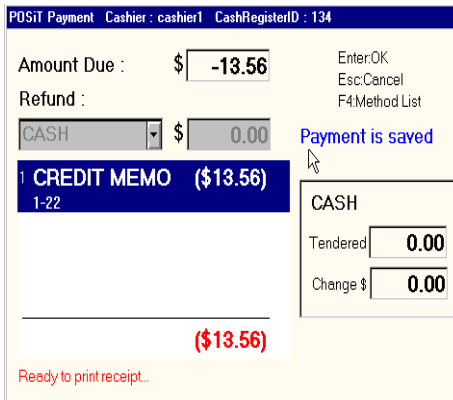 POSiT Payment Cashier : cashier1 CashRegisterID : 134
Amount Due : $ -13.56
Refund :
CASH $ 0.00
Enter:OK
Esc:Cancel
F4:Method List
Payment is saved
1 CREDIT MEMO ($13.56)
1-22
($13.56)
CASH
Tendered 0.00
Change $ 0.00
Ready to print receipt...